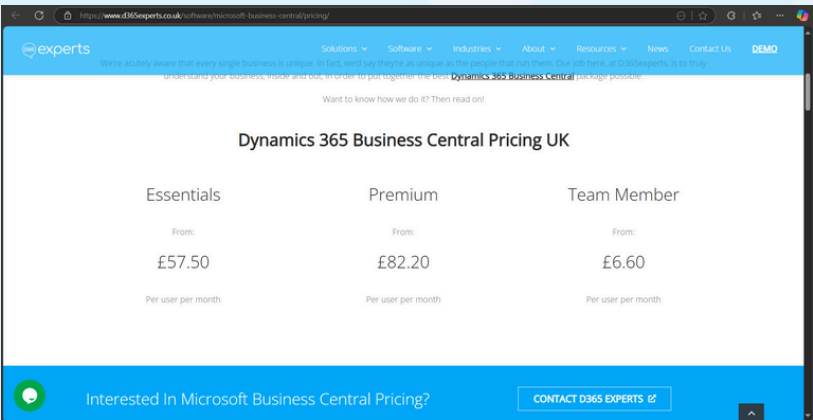 https://www.d365experts.co.uk/software/microsoft-business-central/pricing/
D365 experts
Solutions
Software
Industries
About
Resources
News
Contact Us
DEMO
We're acutely aware that every single business is unique. In fact, we'd say they're as unique as the people that run them. Our job here, at D365experts, is to truly
understand your business, inside and out, in order to put together the best Dynamics 365 Business Central package possible.
Want to know how we do it? Then read on!
Dynamics 365 Business Central Pricing UK
Essentials
From:
£57.50
Per user per month
Premium
From:
£82.20
Per user per month
Team Member
From:
£6.60
Per user per month
Interested In Microsoft Business Central Pricing?
CONTACT D365 EXPERTS